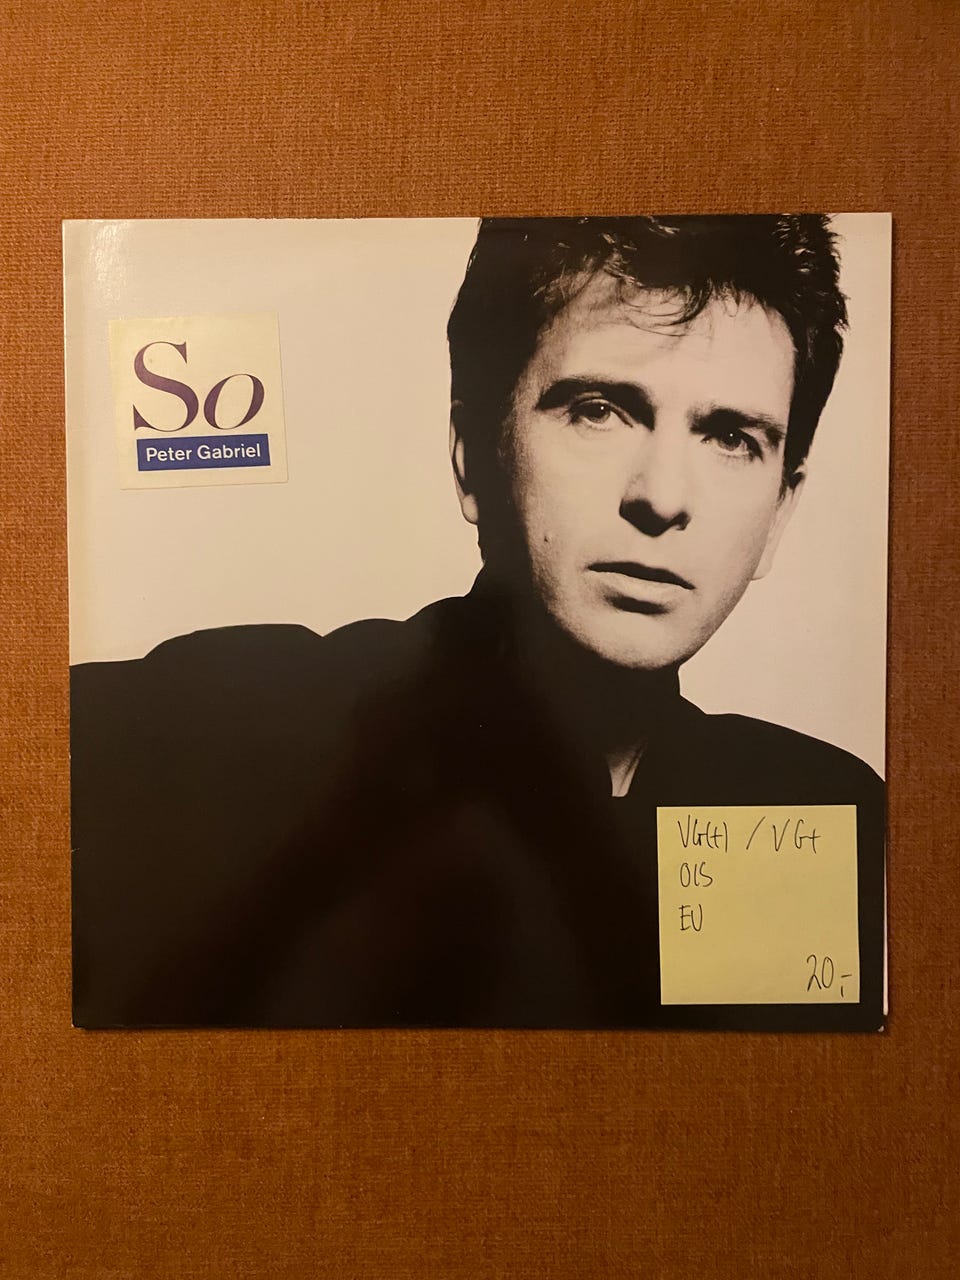 So
Peter Gabriel
VG(+) / VG+
OIS
EU
20,-